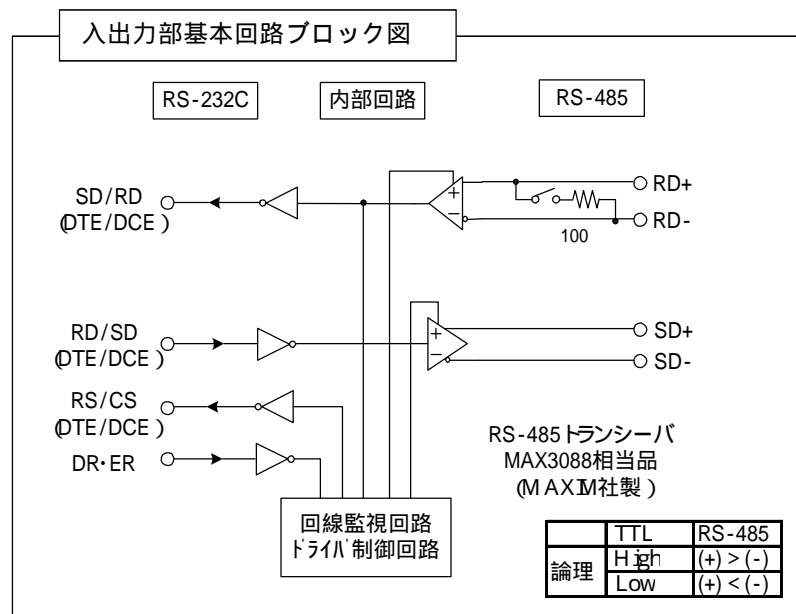 入出力部基本回路ブロック図
RS-232C
内部回路
RS-485
SD/RD
(DTE/DCE)
+
−
RD+
RD-
100
RD/SD
(DTE/DCE)
+
−
SD+
SD-
RS/CS
(DTE/DCE)
DR・ER
RS-485トランシーバ
MAX3088相当品
(MAXIM社製)
回線監視回路
ドライバ制御回路
TTL RS-485
論理 High (+) > (-)
Low (+) < (-)